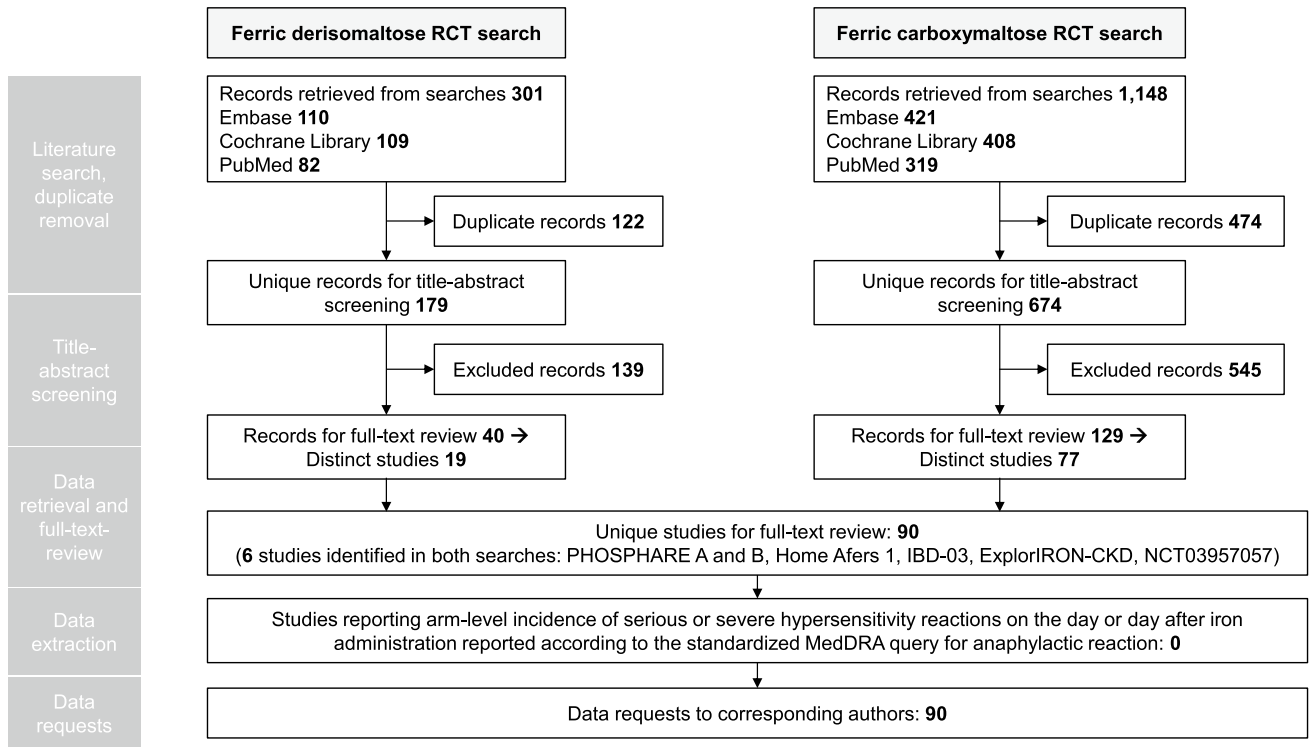 Ferric derisomaltose RCT search
Ferric carboxymaltose RCT search
Literature
search,
duplicate
removal
Records retrieved from searches 301
Embase 110
Cochrane Library 109
PubMed 82
Records retrieved from searches 1,148
Embase 421
Cochrane Library 408
PubMed 319
Duplicate records 122
Duplicate records 474
Unique records for title-abstract
screening 179
Unique records for title-abstract
screening 674
Title-
abstract
screening
Excluded records 139
Excluded records 545
Records for full-text review 40 →
Distinct studies 19
Records for full-text review 129 →
Distinct studies 77
Data
retrieval and
full-text-
review
Unique studies for full-text review: 90
(6 studies identified in both searches: PHOSPHARE A and B, Home Afers 1, IBD-03, ExplorIRON-CKD, NCT03957057)
Data
extraction
Studies reporting arm-level incidence of serious or severe hypersensitivity reactions on the day or day after iron
administration reported according to the standardized MedDRA query for anaphylactic reaction: 0
Data
requests
Data requests to corresponding authors: 90